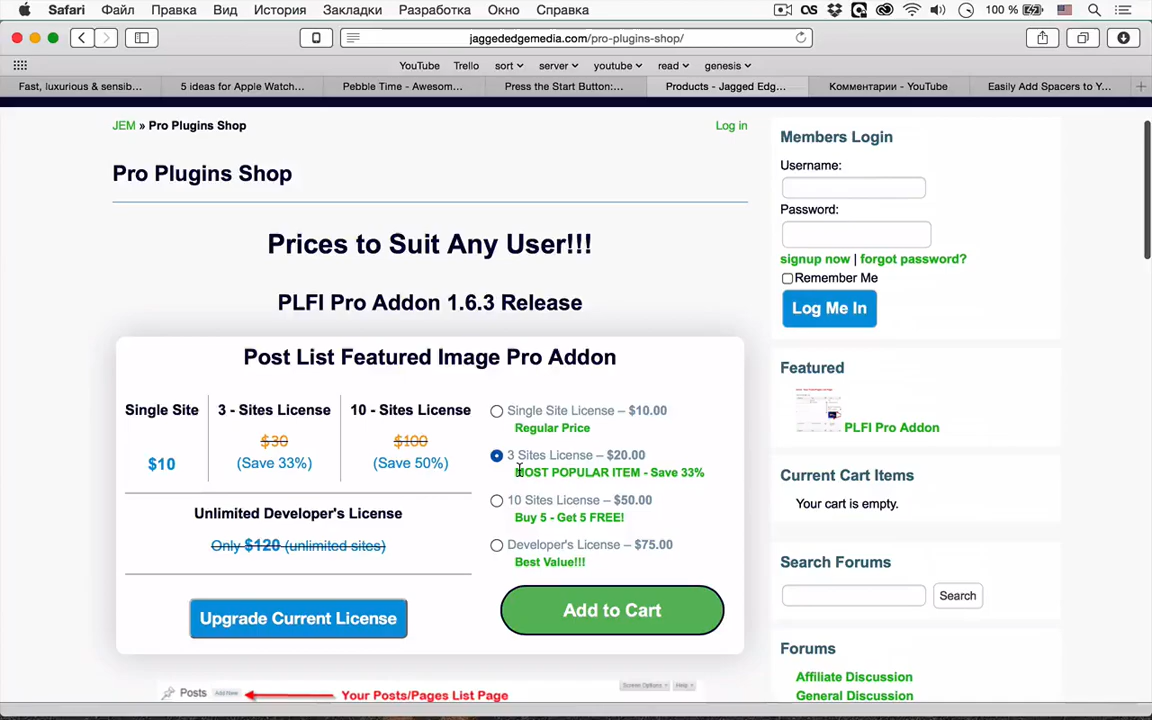 Safari Файл Правка Вид История Закладки Разработка Окно Справка 100 %
jaggededgemedia.com/pro-plugins-shop/
YouTube Trello sort server youtube read genesis
Fast, luxurious & sensib... 5 ideas for Apple Watch... Pebble Time - Awesom... Press the Start Button:... Products - Jagged Edg... Комментарии - YouTube Easily Add Spacers to Y...
JEM » Pro Plugins Shop
Log in
Pro Plugins Shop
Prices to Suit Any User!!!
PLFI Pro Addon 1.6.3 Release
Post List Featured Image Pro Addon
Single Site 3 - Sites License 10 - Sites License
$30 $100
$10 (Save 33%) (Save 50%)
Unlimited Developer's License
Only $120 (unlimited sites)
Upgrade Current License
Single Site License – $10.00
Regular Price
3 Sites License – $20.00
MOST POPULAR ITEM - Save 33%
10 Sites License – $50.00
Buy 5 - Get 5 FREE!
Developer's License – $75.00
Best Value!!!
Add to Cart
Posts Add New Your Posts/Pages List Page Screen Options Help
Members Login
Username:
Password:
signup now | forgot password?
Remember Me
Log Me In
Featured
PLFI Pro Addon
Current Cart Items
Your cart is empty.
Search Forums
Search
Forums
Affiliate Discussion
General Discussion